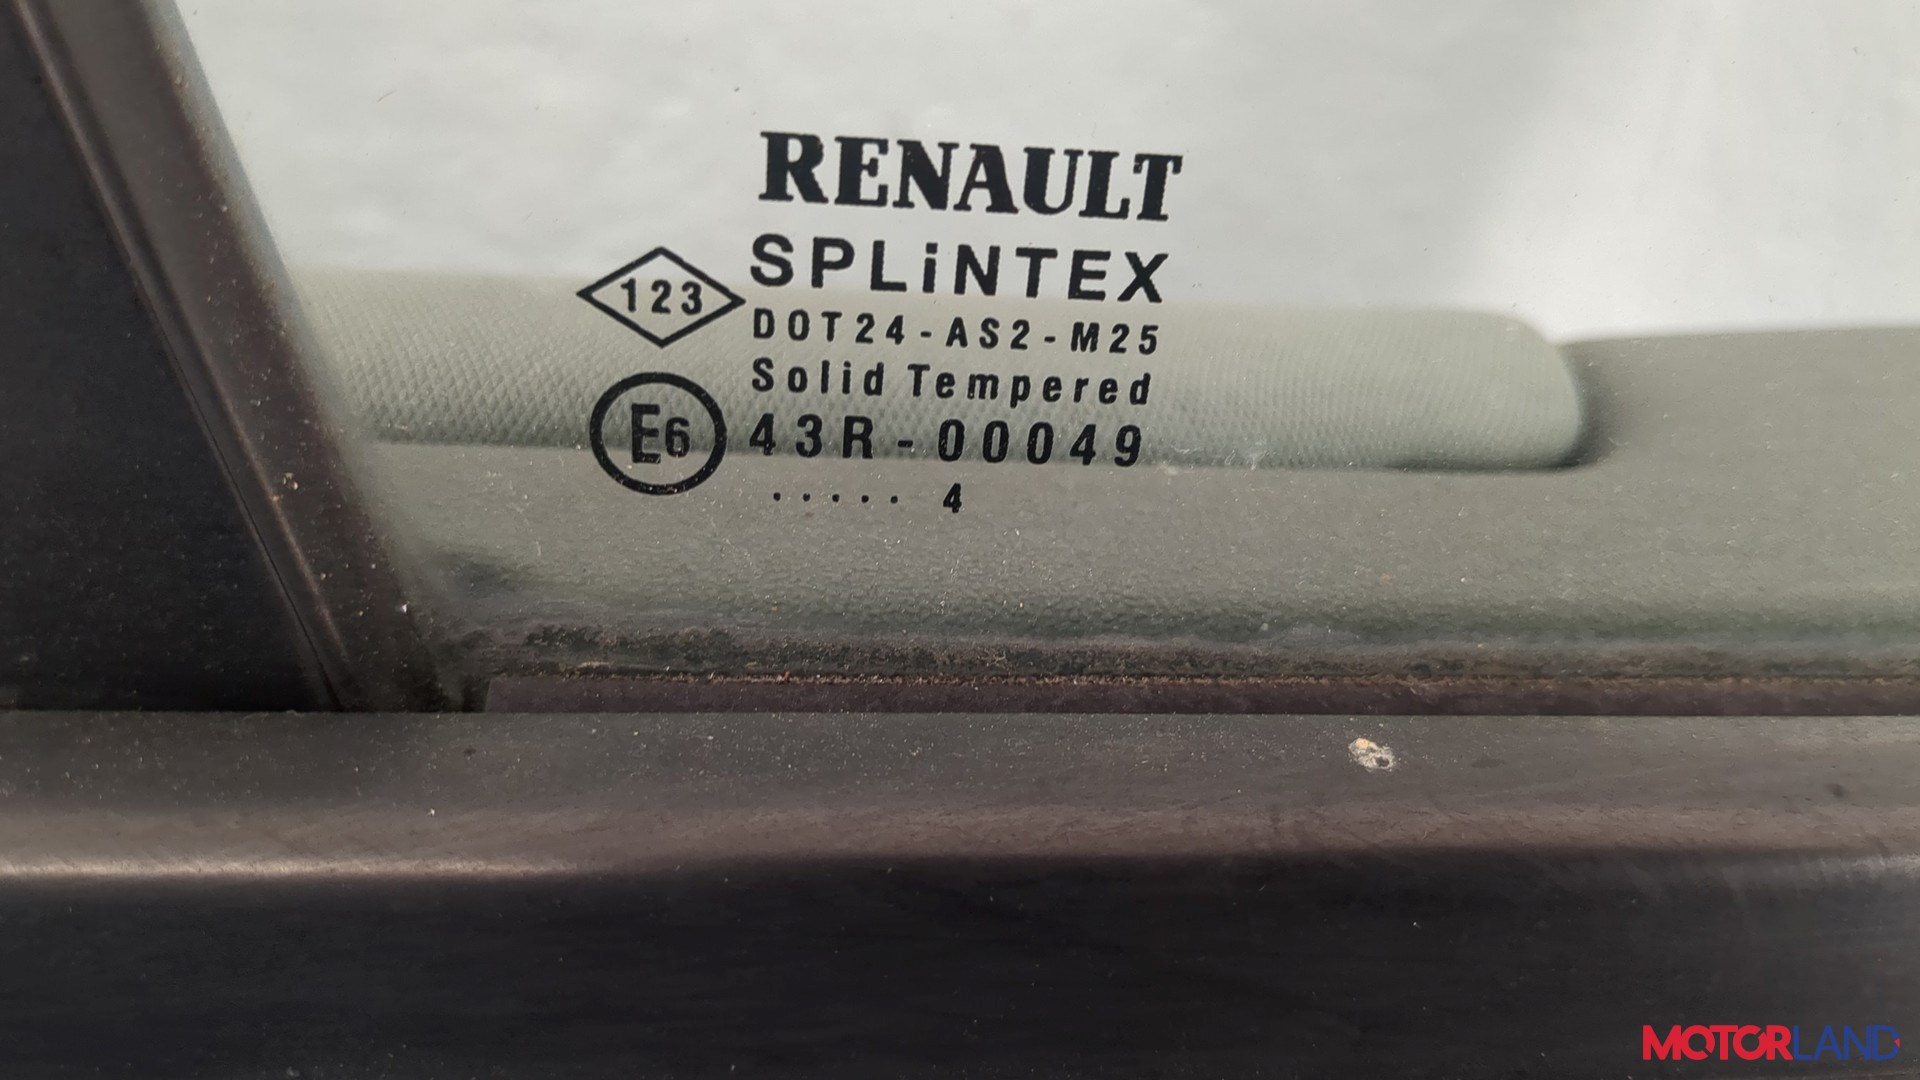 RENAULT
SPLiNTEX
123
DOT24-AS2-M25
Solid Tempered
E6 43R-00049
..... 4
MOTORLAND